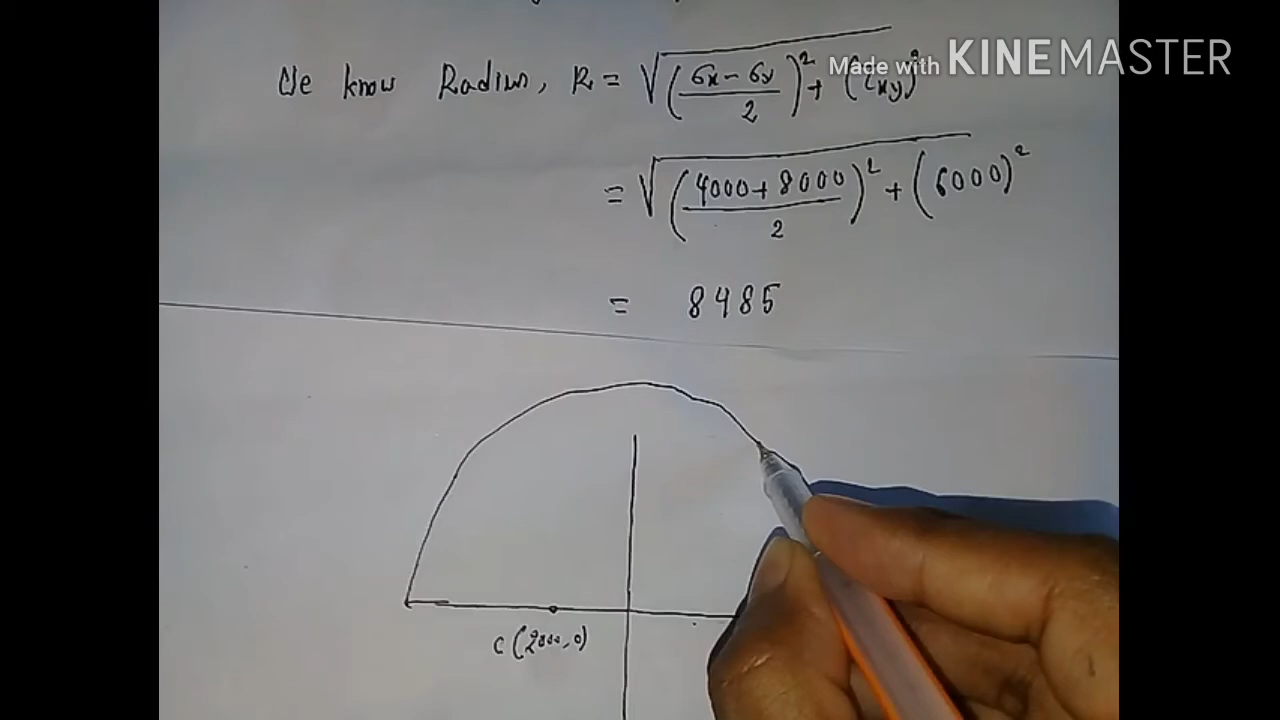 Made with KINEMASTER
We know Radius, R = √((σx − σy)/2)² + (τxy)²
= √((4000 + 8000)/2)² + (6000)²
= 8485
C (2000, 0)